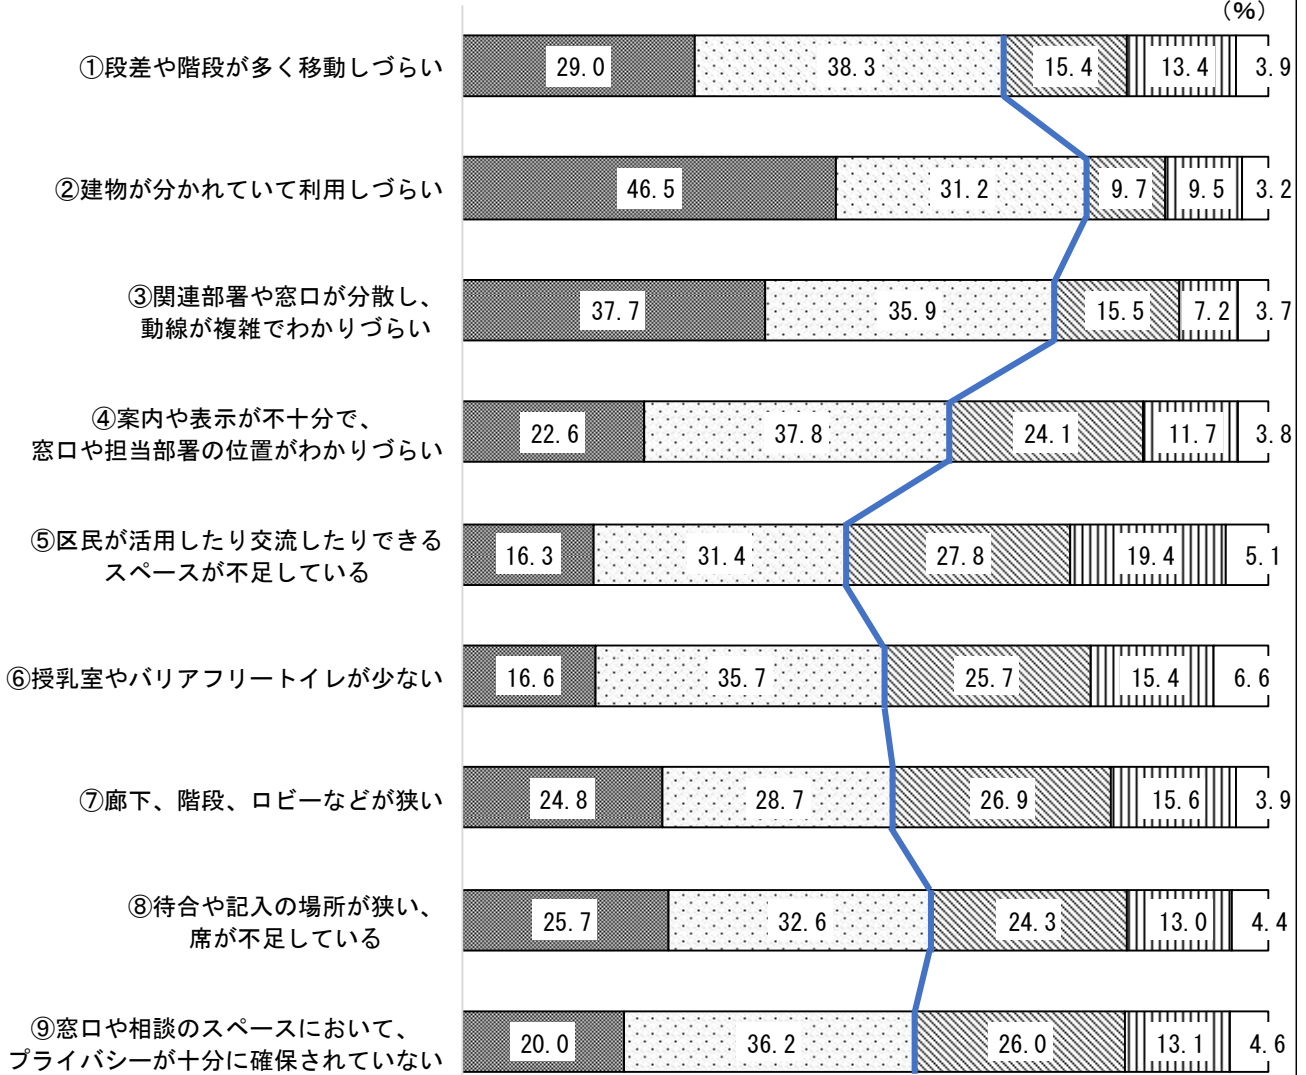 (%)
①段差や階段が多く移動しづらい
29.0 38.3 15.4 13.4 3.9
②建物が分かれていて利用しづらい
46.5 31.2 9.7 9.5 3.2
③関連部署や窓口が分散し、
動線が複雑でわかりづらい
37.7 35.9 15.5 7.2 3.7
④案内や表示が不十分で、
窓口や担当部署の位置がわかりづらい
22.6 37.8 24.1 11.7 3.8
⑤区民が活用したり交流したりできる
スペースが不足している
16.3 31.4 27.8 19.4 5.1
⑥授乳室やバリアフリートイレが少ない
16.6 35.7 25.7 15.4 6.6
⑦廊下、階段、ロビーなどが狭い
24.8 28.7 26.9 15.6 3.9
⑧待合や記入の場所が狭い、
席が不足している
25.7 32.6 24.3 13.0 4.4
⑨窓口や相談のスペースにおいて、
プライバシーが十分に確保されていない
20.0 36.2 26.0 13.1 4.6